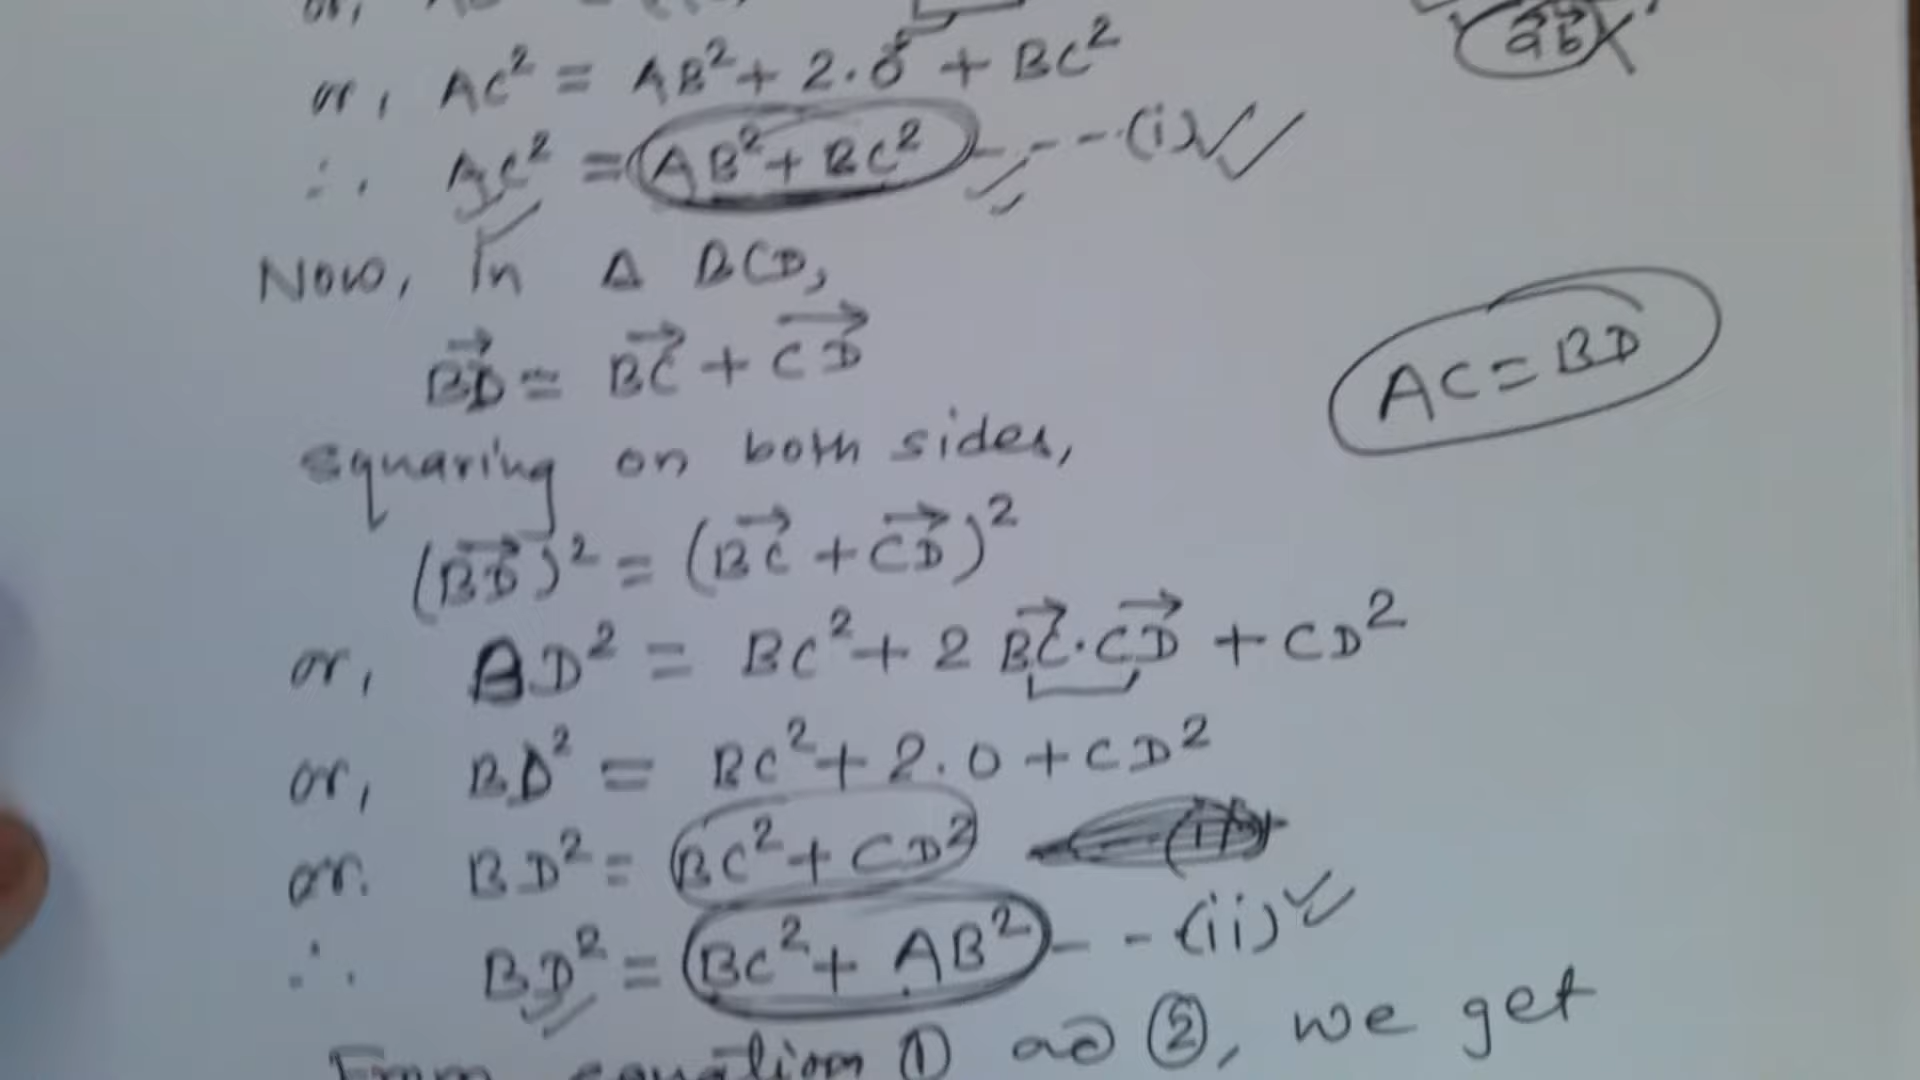 or, AC² = AB² + 2.0 + BC²
∴ AC² = AB² + BC² ---(i)
Now, In Δ BCD,
BD→ = BC→ + CD→
AC = BD
squaring on both sides,
(BD→)² = (BC→ + CD→)²
or, BD² = BC² + 2 BC→.CD→ + CD²
or, BD² = BC² + 2.0 + CD²
or. BD² = BC² + CD²
∴ BD² = BC² + AB² --(ii)
From equation ① and ②, we get